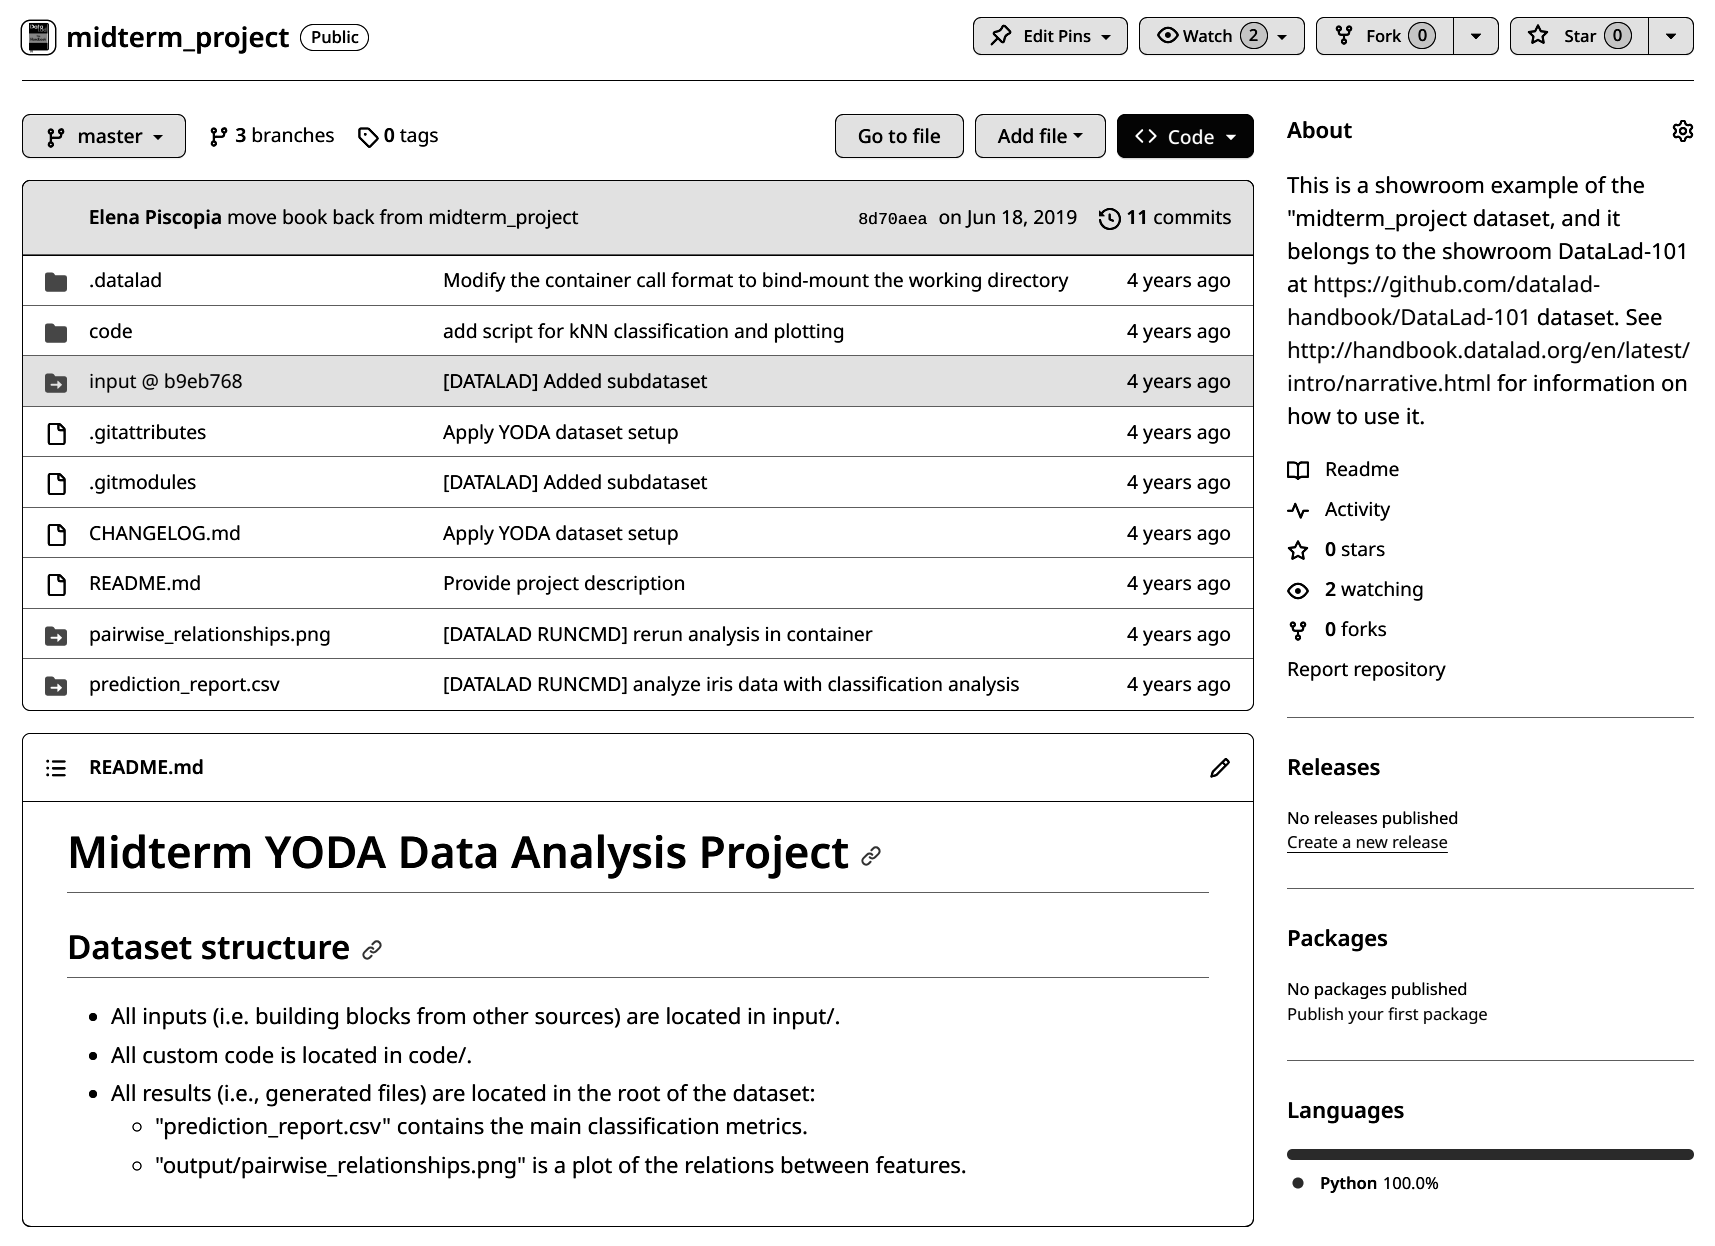 midterm_project Public Edit Pins Watch 2 Fork 0 Star 0
master 3 branches 0 tags Go to file Add file Code
Elena Piscopia move book back from midterm_project 8d70aea on Jun 18, 2019 11 commits
.datalad Modify the container call format to bind-mount the working directory 4 years ago
code add script for kNN classification and plotting 4 years ago
input @ b9eb768 [DATALAD] Added subdataset 4 years ago
.gitattributes Apply YODA dataset setup 4 years ago
.gitmodules [DATALAD] Added subdataset 4 years ago
CHANGELOG.md Apply YODA dataset setup 4 years ago
README.md Provide project description 4 years ago
pairwise_relationships.png [DATALAD RUNCMD] rerun analysis in container 4 years ago
prediction_report.csv [DATALAD RUNCMD] analyze iris data with classification analysis 4 years ago
README.md
Midterm YODA Data Analysis Project
Dataset structure
• All inputs (i.e. building blocks from other sources) are located in input/.
• All custom code is located in code/.
• All results (i.e., generated files) are located in the root of the dataset:
◦ "prediction_report.csv" contains the main classification metrics.
◦ "output/pairwise_relationships.png" is a plot of the relations between features.
About
This is a showroom example of the
"midterm_project dataset, and it
belongs to the showroom DataLad-101
at https://github.com/datalad-
handbook/DataLad-101 dataset. See
http://handbook.datalad.org/en/latest/
intro/narrative.html for information on
how to use it.
Readme
Activity
0 stars
2 watching
0 forks
Report repository
Releases
No releases published
Create a new release
Packages
No packages published
Publish your first package
Languages
Python 100.0%